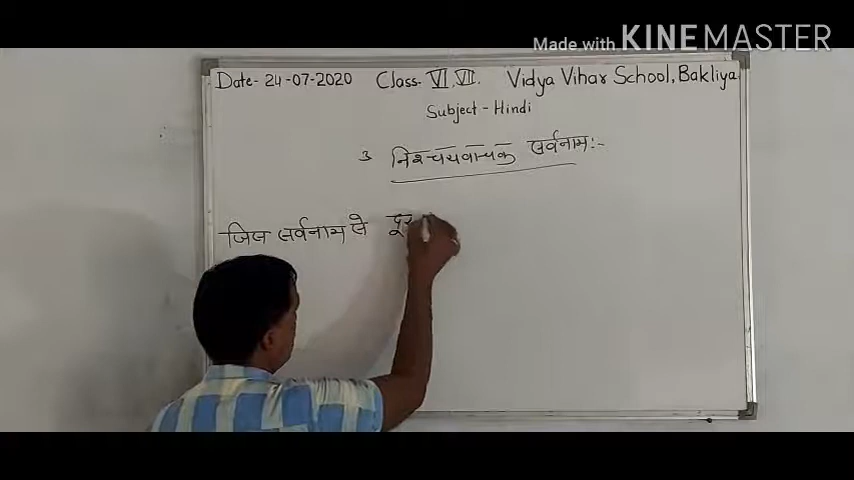 Made with KINEMASTER
Date- 24-07-2020 Class- VI, VII. Vidya Vihar School, Bakliya
Subject - Hindi
3 निश्चयवाचक सर्वनाम:-
जिस सर्वनाम से दूर